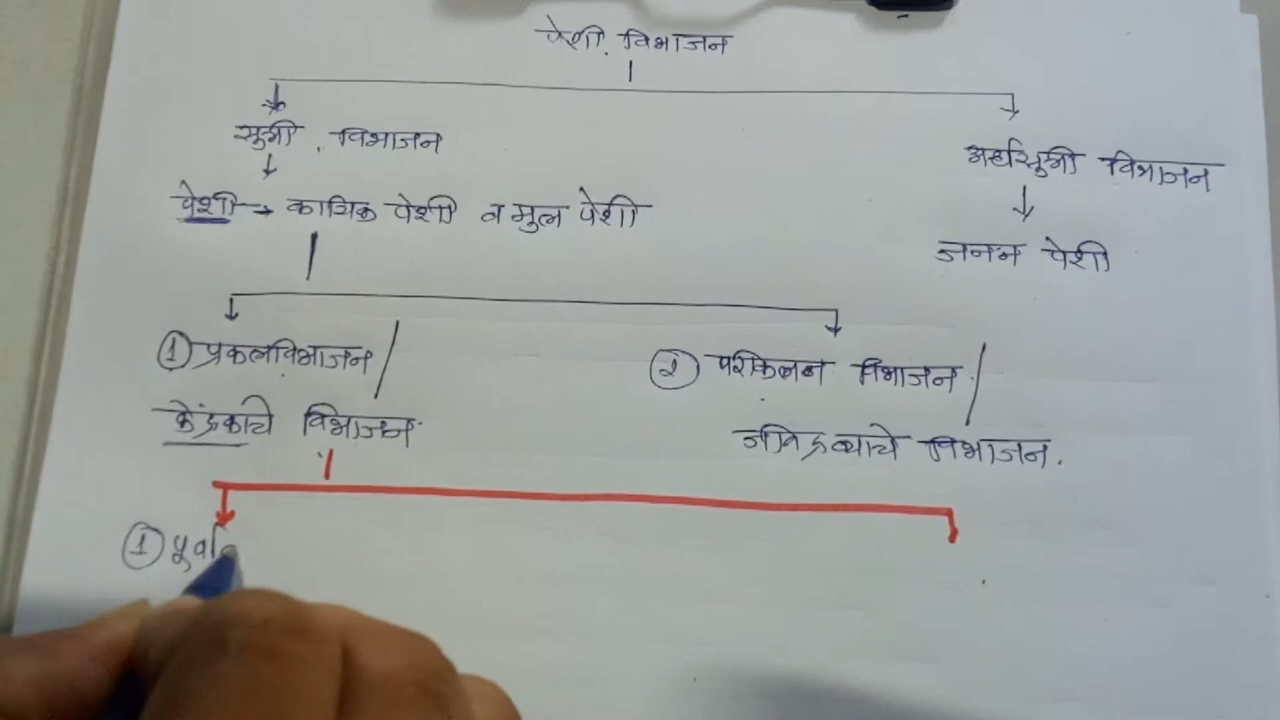 पेशी विभाजन
सुत्री विभाजन
अर्धसुत्री विभाजन
पेशी → कायिक पेशी व मुल पेशी
जनन पेशी
① प्रकलविभाजन /
② परिकलन विभाजन /
केंद्रकाचे विभाजन
जीवद्रव्याचे विभाजन.
①